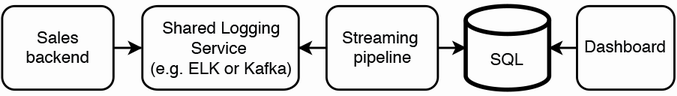 Sales
backend
Shared Logging
Service
(e.g. ELK or Kafka)
Streaming
pipeline
SQL
Dashboard